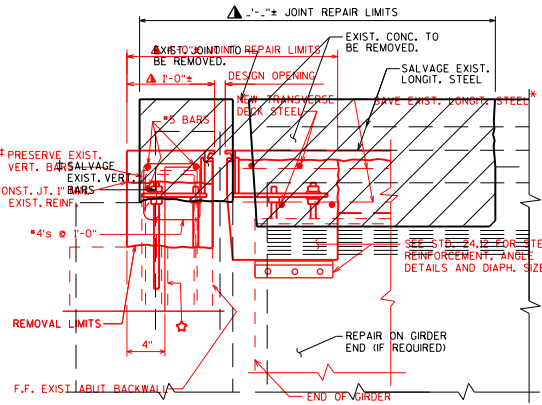 -'-_"± JOINT REPAIR LIMITS
EXIST. JOINT TO
BE REMOVED.
JOINT REPAIR LIMITS
EXIST. CONC. TO
BE REMOVED.
1'-0"±
DESIGN OPENING
SALVAGE EXIST.
LONGIT. STEEL
NEW TRANSVERSE
DECK STEEL
SAVE EXIST. LONGIT. STEEL
#5 BARS
‡ PRESERVE EXIST.
VERT. BARS
‡ SALVAGE
EXIST. VERT.
BARS
CONST. JT.
EXIST. REINF.
#4's @ 1'-0"
SEE STD. 24.12 FOR
REINFORCEMENT, ANGLE
DETAILS AND DIAPH. SIZE
REMOVAL LIMITS
4"
REPAIR ON GIRDER
END (IF REQUIRED)
F.F. EXIST ABUT BACKWALL
END OF GIRDER